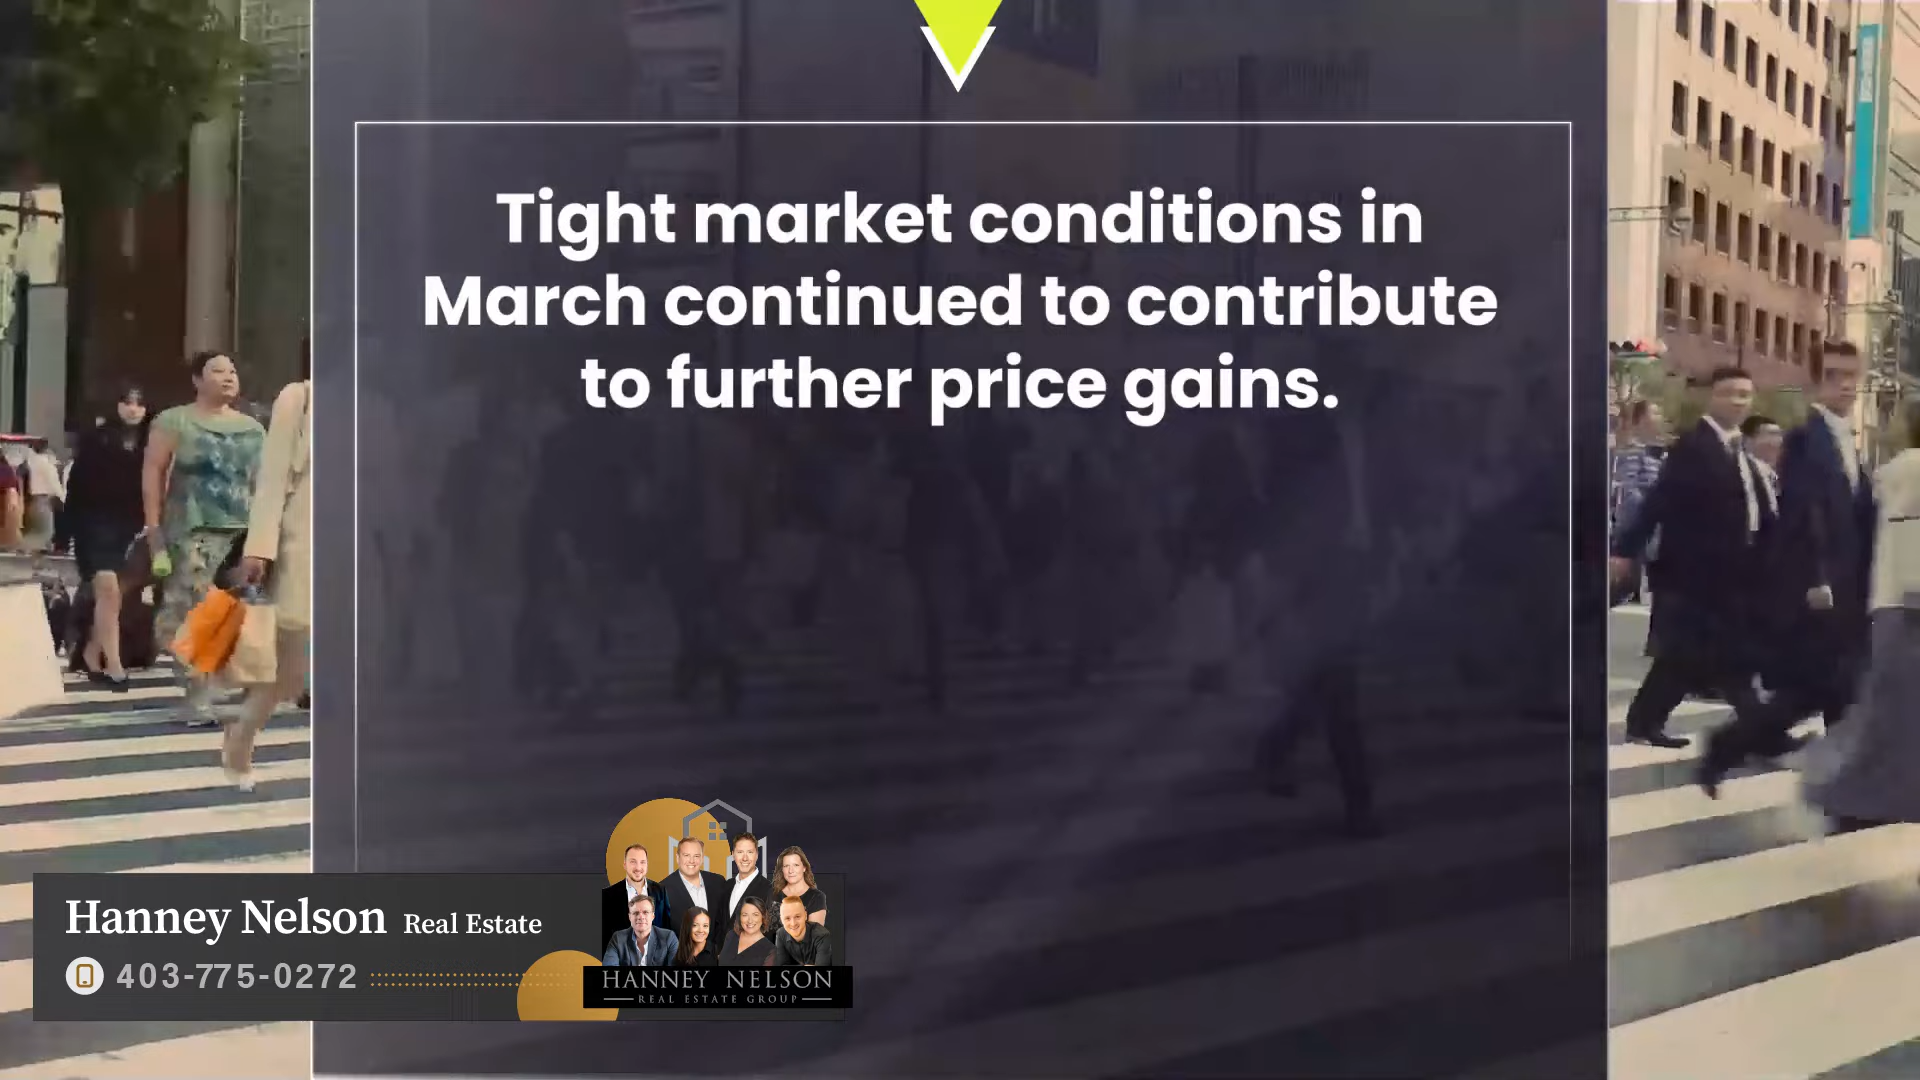 Tight market conditions in
March continued to contribute
to further price gains.
Hanney Nelson Real Estate
403-775-0272
HANNEY NELSON
REAL ESTATE GROUP